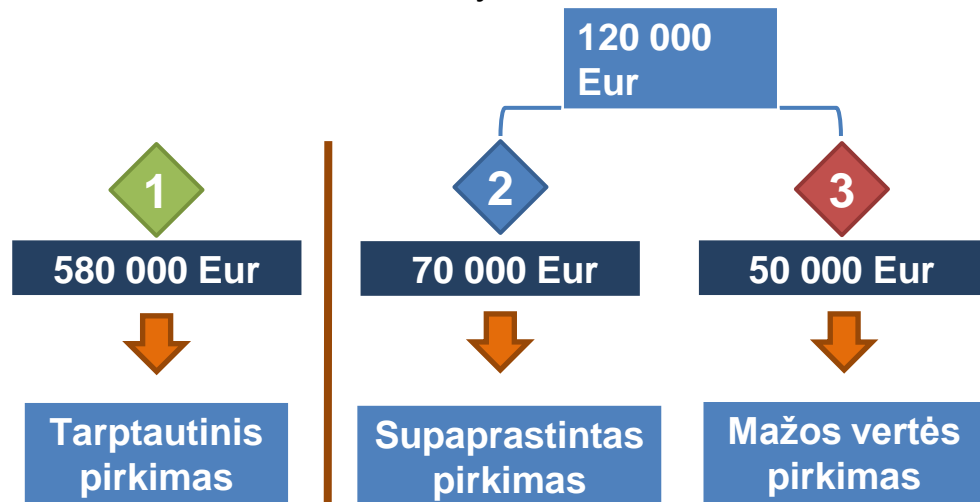 120 000
Eur
1
2
3
580 000 Eur
70 000 Eur
50 000 Eur
Tarptautinis
pirkimas
Supaprastintas
pirkimas
Mažos vertės
pirkimas